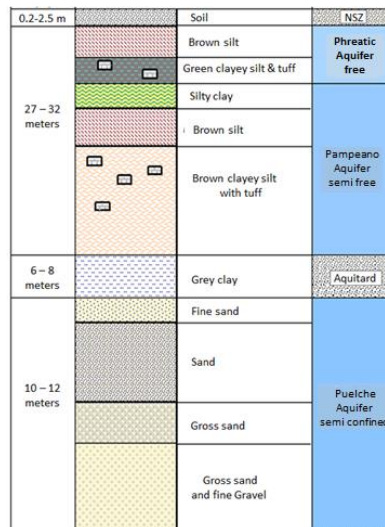 0.2-2.5 m
Soil
NSZ
27 – 32
meters
Brown silt
Green clayey silt & tuff
Silty clay
Brown silt
Brown clayey silt
with tuff
Phreatic
Aquifer
free
Pampeano
Aquifer
semi free
6 – 8
meters
Grey clay
Aquitard
10 – 12
meters
Fine sand
Sand
Gross sand
Gross sand
and fine Gravel
Puelche
Aquifer
semi confined